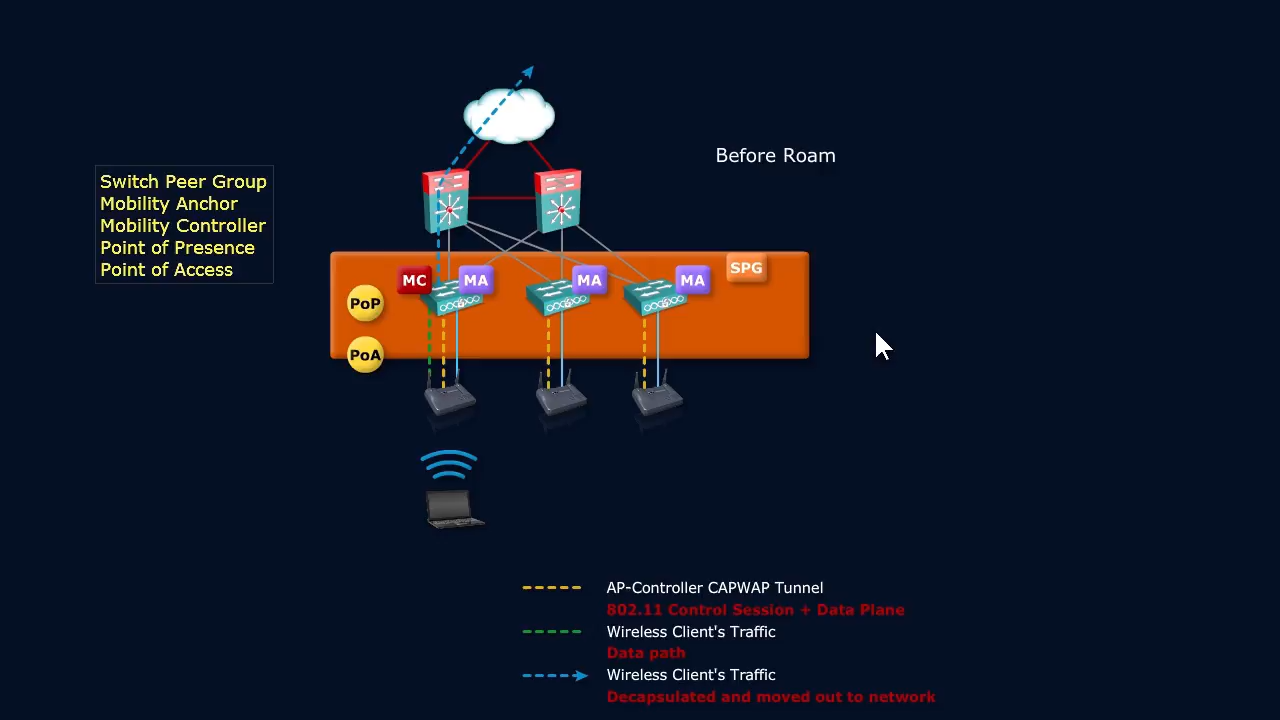 Before Roam
Switch Peer Group
Mobility Anchor
Mobility Controller
Point of Presence
Point of Access
MC
MA
MA
MA
SPG
PoP
PoA
AP-Controller CAPWAP Tunnel
802.11 Control Session + Data Plane
Wireless Client's Traffic
Data path
Wireless Client's Traffic
Decapsulated and moved out to network